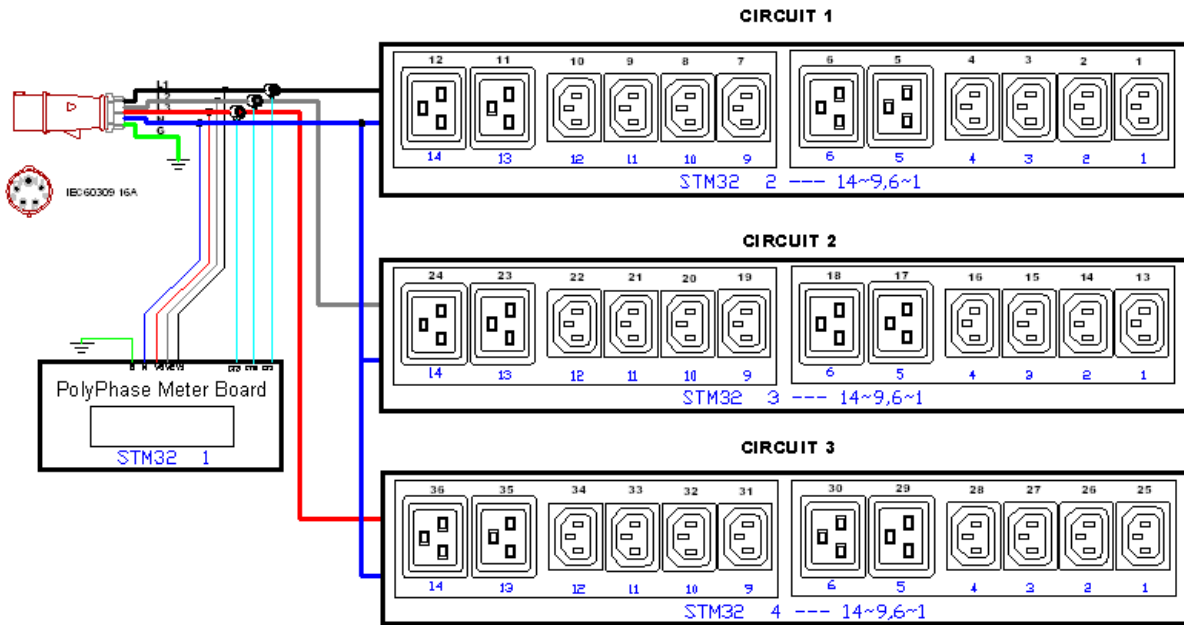 CIRCUIT 1
12 11 10 9 8 7 6 5 4 3 2 1
14 13 12 11 10 9 6 5 4 3 2 1
STM32 2 --- 14~9,6~1
L1
N
G
IEC60309 16A
CIRCUIT 2
24 23 22 21 20 19 18 17 16 15 14 13
14 13 12 11 10 9 6 5 4 3 2 1
STM32 3 --- 14~9,6~1
PolyPhase Meter Board
STM32 1
CIRCUIT 3
36 35 34 33 32 31 30 29 28 27 26 25
14 13 12 11 10 9 6 5 4 3 2 1
STM32 4 --- 14~9,6~1